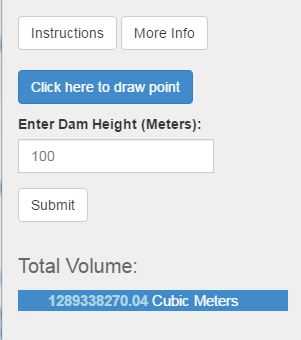 Instructions More Info
Click here to draw point
Enter Dam Height (Meters):
100
Submit
Total Volume:
1289338270.04 Cubic Meters